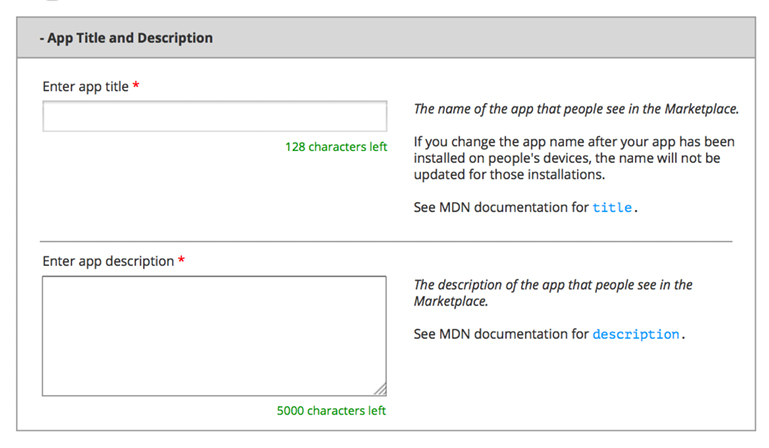 - App Title and Description
Enter app title *
128 characters left
The name of the app that people see in the Marketplace.
If you change the app name after your app has been
installed on people's devices, the name will not be
updated for those installations.
See MDN documentation for title.
Enter app description *
5000 characters left
The description of the app that people see in the
Marketplace.
See MDN documentation for description.